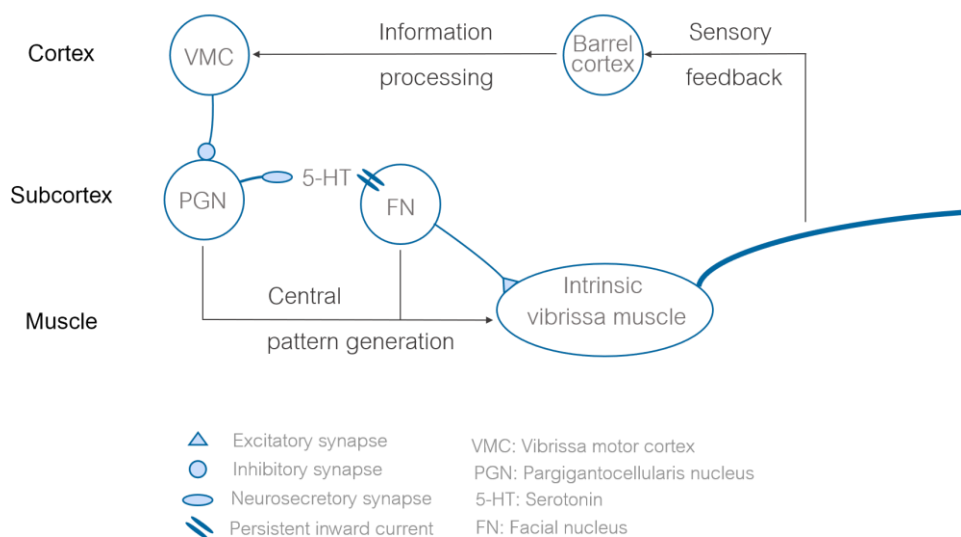 Cortex
VMC
Information
processing
Barrel
cortex
Sensory
feedback
Subcortex
PGN
5-HT
FN
Muscle
Central
pattern generation
Intrinsic
vibrissa muscle
Excitatory synapse
Inhibitory synapse
Neurosecretory synapse
Persistent inward current
VMC: Vibrissa motor cortex
PGN: Pargigantocellularis nucleus
5-HT: Serotonin
FN: Facial nucleus